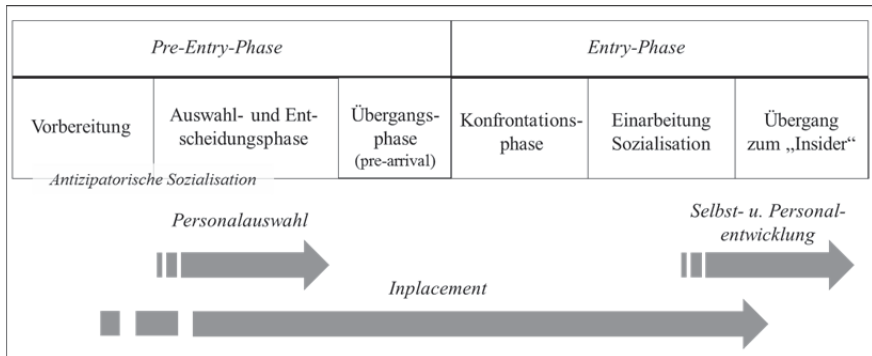 Pre-Entry-Phase
Entry-Phase
Vorbereitung
Auswahl- und Ent-
scheidungsphase
Übergangs-
phase
(pre-arrival)
Konfrontations-
phase
Einarbeitung
Sozialisation
Übergang
zum „Insider“
Antizipatorische Sozialisation
Personalauswahl
Selbst- u. Personal-
entwicklung
Inplacement